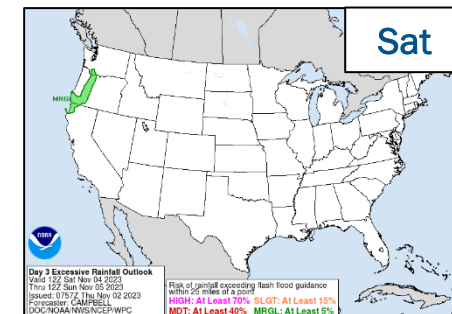 Sat
MRGL
NOAA
Day 3 Excessive Rainfall Outlook
Valid 12Z Sat Nov 04 2023
Thru 12Z Sun Nov 05 2023
Issued: 0757Z Thu Nov 02 2023
Forecaster: CAMPBELL
DOC/NOAA/NWS/NCEP/WPC
Risk of rainfall exceeding flash flood guidance
within 25 miles of a point
HIGH: At Least 70% SLGT: At Least 15%
MDT: At Least 40% MRGL: At Least 5%